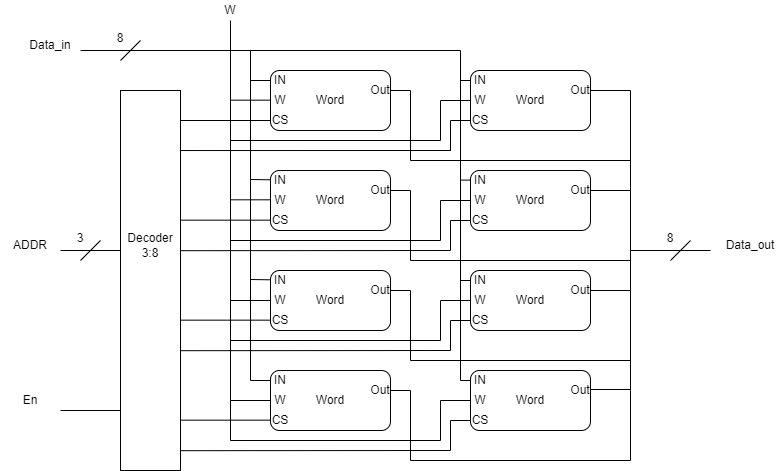 W
8
Data_in
IN
Out
W
Word
CS
IN
Out
W
Word
CS
IN
Out
W
Word
CS
IN
Out
W
Word
CS
3
ADDR
Decoder
3:8
8
Data_out
IN
Out
W
Word
CS
IN
Out
W
Word
CS
En
IN
Out
W
Word
CS
IN
Out
W
Word
CS